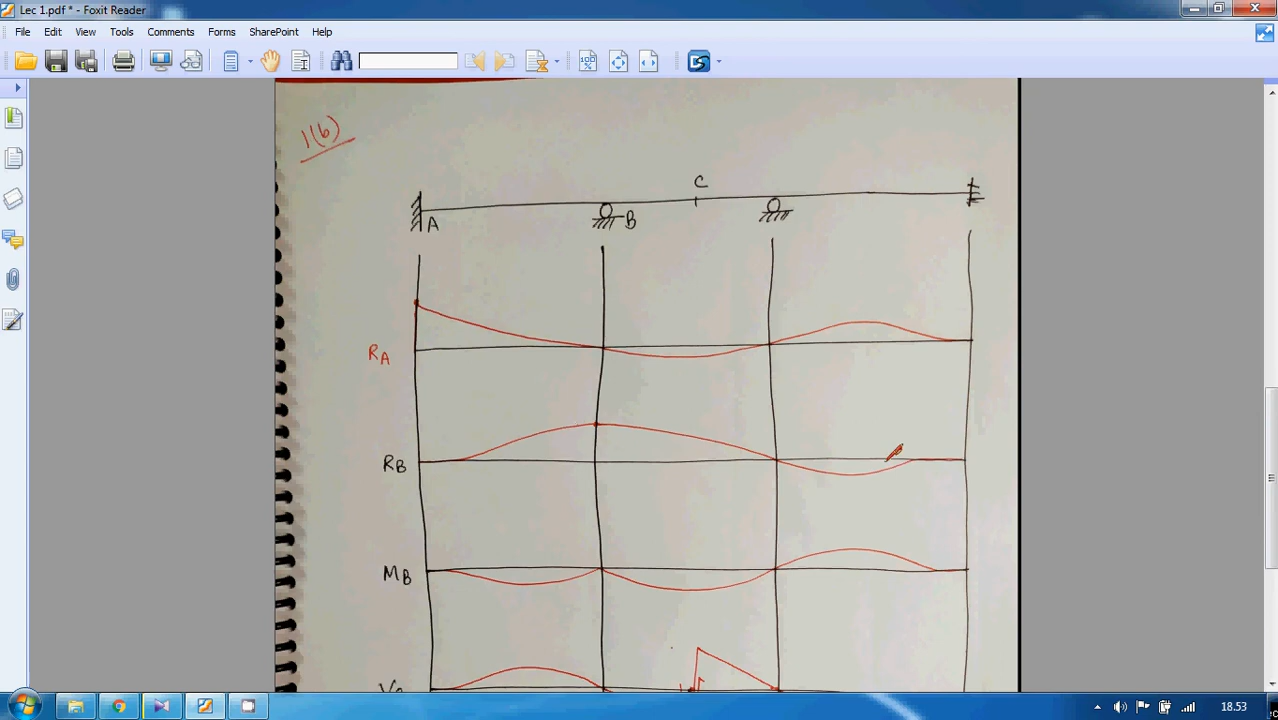 Lec 1.pdf * - Foxit Reader
File Edit View Tools Comments Forms SharePoint Help
1(b)
C
A
B
RA
RB
MB
18.53